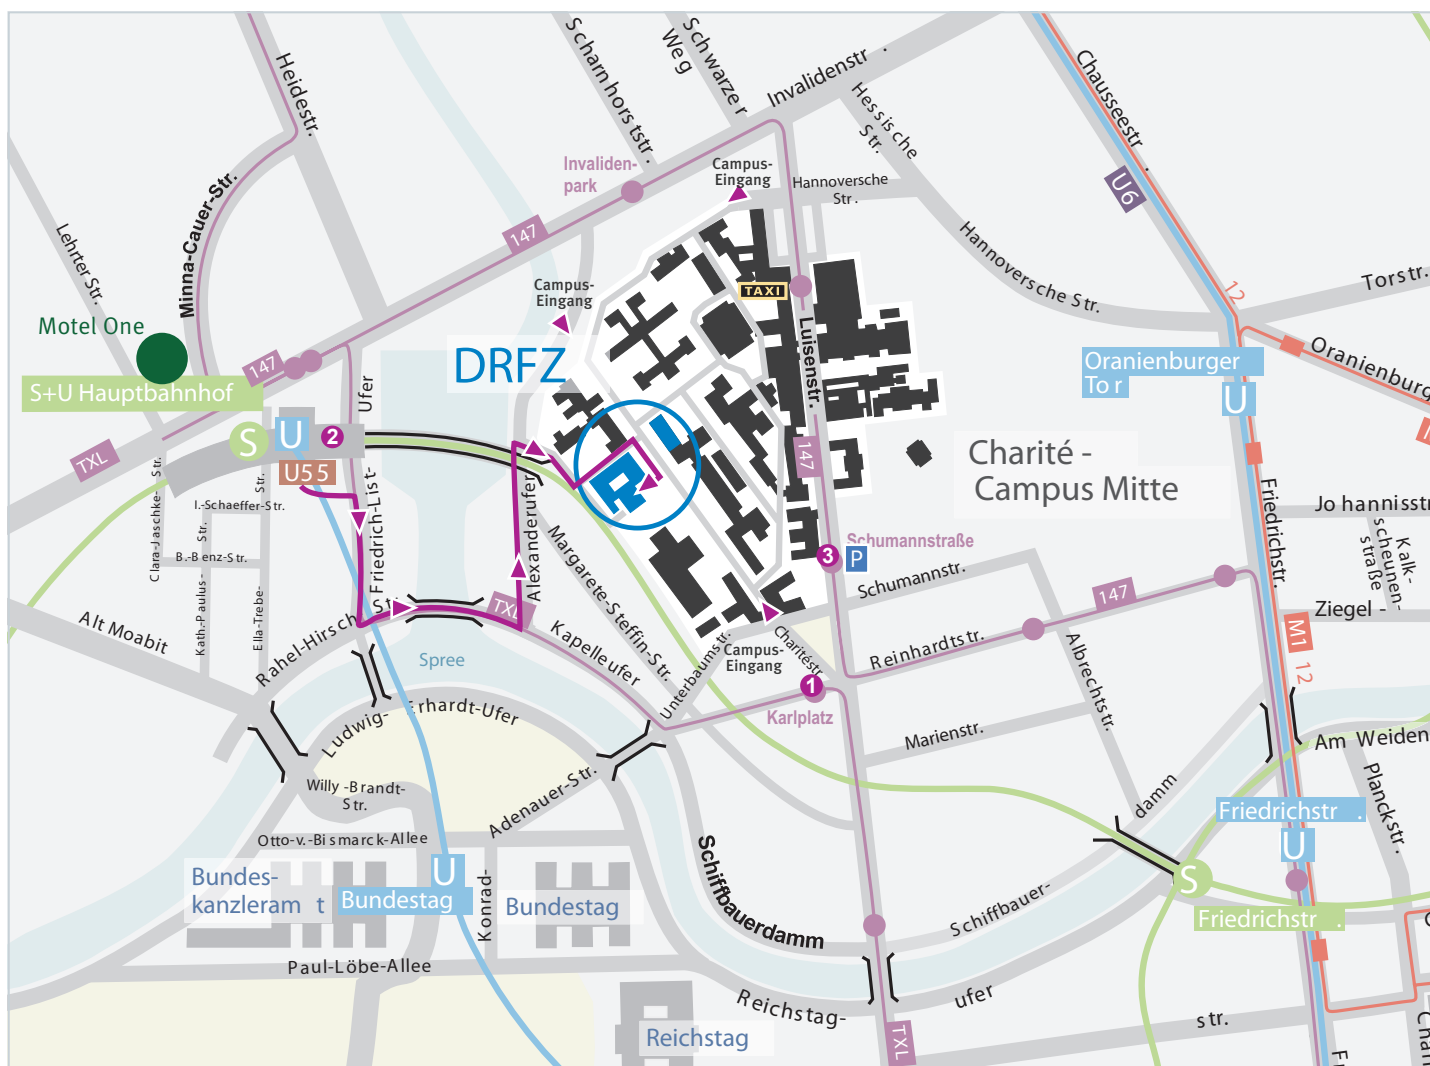 Heidestr.
Scharnhorststr.
Schwarzer
Weg
Invalidenstr.
Hessische
Str.
Chausseestr.
U6
Invaliden-
park
Campus-
Eingang
Hannoversche
Str.
Minna-Cauer-Str.
Lehrter Str.
147
Hannoversche Str.
Torstr.
12
Campus-
Eingang
TAXI
Motel One
DRFZ
Luisenstr.
Oranienburger
Tor
U
S+U Hauptbahnhof
147
Ufer
S
U
2
U55
TXL
147
Charité -
Campus Mitte
Clara-Jaschke-
Str.
Str.
I.-Schaeffer-Str.
Str.
B.-Benz-Str.
Kath.-Paulus-
Ella-Trebe-
Friedrich-List-
Alexanderufer
Margarete-Steffin-Str.
Schumannstraße
3
P
Schumannstr.
Friedrichstr.
Johannisstr
Kalk-
scheunen-
straße
Ziegel -
147
M1
12
TXL
Alt Moabit
Rahel-Hirsch-
Str.
Kapelleufer
Spree
Unterbaumstr.
Campus-
Eingang
Charitéstr.
Reinhardtstr.
Albrechtstr.
1
Karlplatz
Marienstr.
Ludwig-
Erhardt-Ufer
Am Weiden
Planckstr.
Willy-Brandt-
Str.
Adenauer-Str.
Otto-v.-Bismarck-Allee
Konrad-
U
Bundestag
Bundes-
kanzleramt
Bundestag
Schiffbauerdamm
Schiffbauer-
damm
Friedrichstr.
U
S
Friedrichstr.
Paul-Löbe-Allee
Reichstag-
ufer
Reichstag
TXL
str.